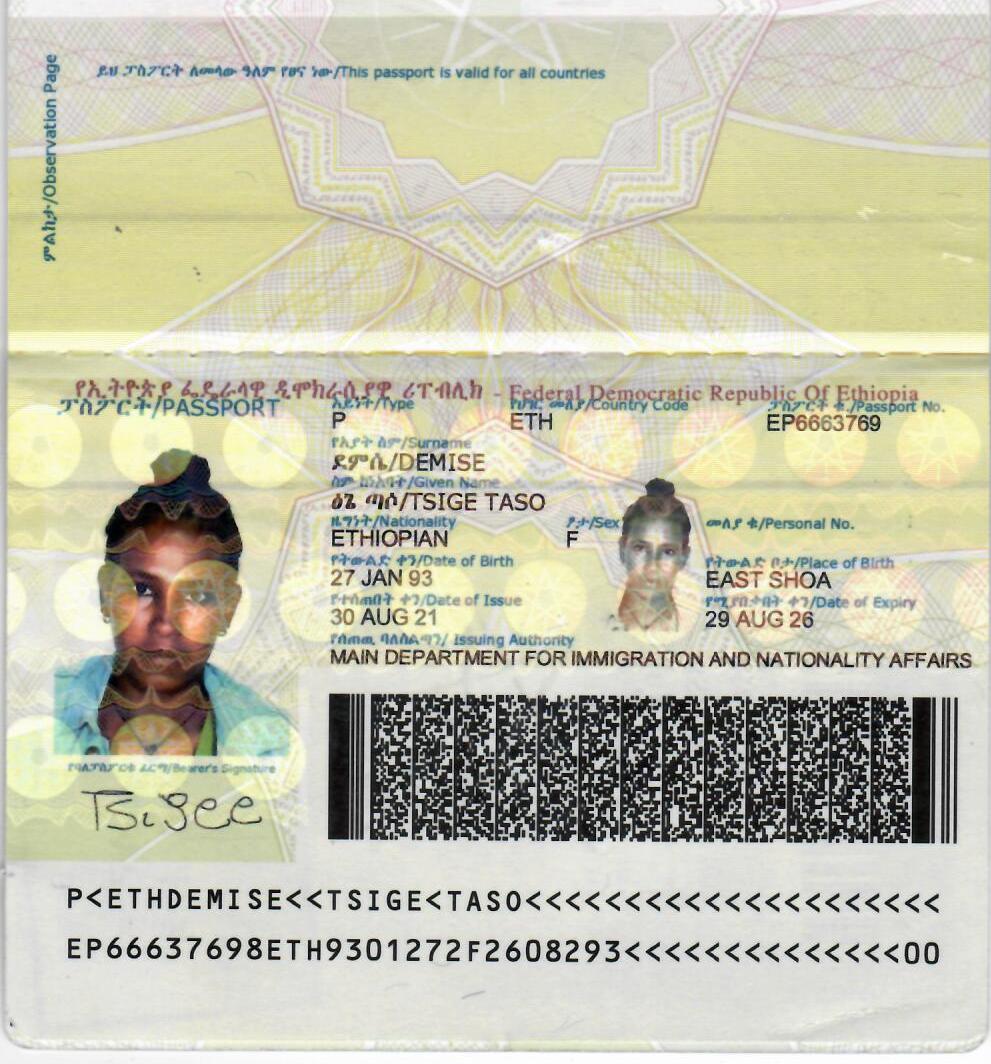 ምልከታ/Observation Page
ይህ ፓስፖርት ለመላው ዓለም የፀና ነው/This passport is valid for all countries
የኢትዮጵያ ፌዴራላዊ ዲሞክራሲያዊ ሪፐብሊክ - Federal Democratic Republic Of Ethiopia
ፓስፖርት/PASSPORT
ዓይነት/Type
የሀገር መለያ/Country Code
ፓስፖርት ቁ./Passport No.
P
ETH
EP6663769
የአያት ስም/Surname
ደምሴ/DEMISE
ስም ከነአባት/Given Name
ፅጌ ጣሶ/TSIGE TASO
ዜግነት/Nationality
ፆታ/Sex
መለያ ቁ/Personal No.
ETHIOPIAN
F
የትውልድ ቀን/Date of Birth
የትውልድ ቦታ/Place of Birth
27 JAN 93
EAST SHOA
የተሰጠበት ቀን/Date of Issue
የሚያበቃበት ቀን/Date of Expiry
30 AUG 21
29 AUG 26
የሰጠዉ ባለስልጣን/ Issuing Authority
MAIN DEPARTMENT FOR IMMIGRATION AND NATIONALITY AFFAIRS
የባለፓስፖርቱ ፊርማ/Bearer's Signature
Tsigee
P<ETHDEMISE<<TSIGE<TASO<<<<<<<<<<<<<<<<<<<<<
EP66637698ETH9301272F2608293<<<<<<<<<<<<<<00